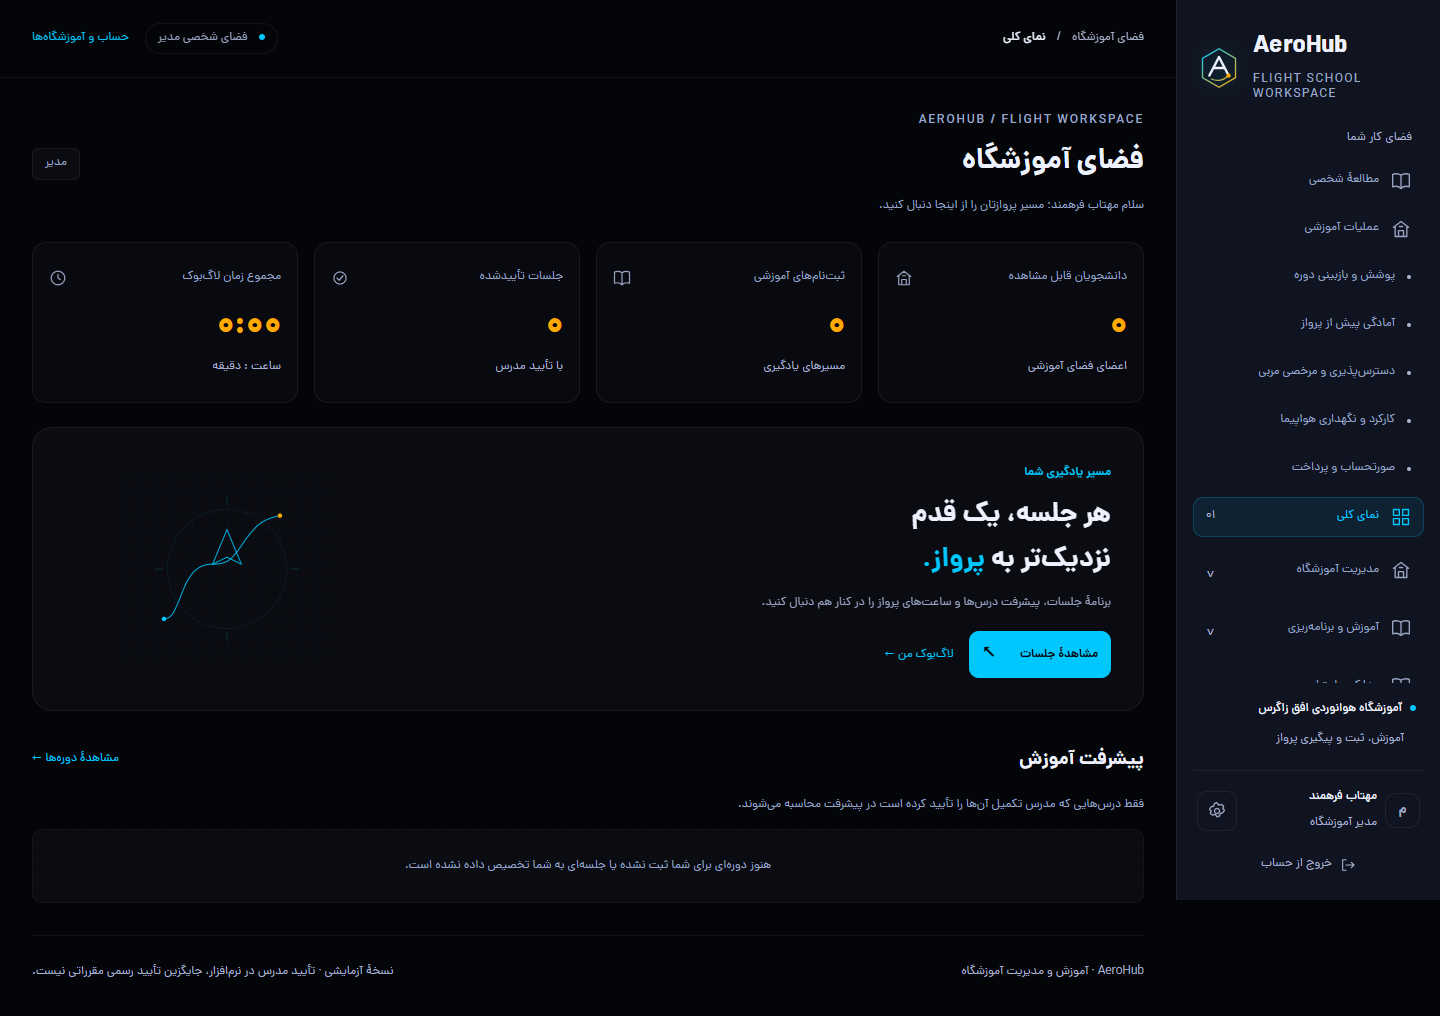 AeroHub
FLIGHT SCHOOL
WORKSPACE
فضای کار شما
مطالعهٔ شخصی
عملیات آموزشی
پوشش و بازبینی دوره
آمادگی پیش از پرواز
دسترس‌پذیری و مرخصی مربی
کارکرد و نگهداری هواپیما
صورتحساب و پرداخت
نمای کلی ۰۱
مدیریت آموزشگاه
آموزش و برنامه‌ریزی
آموزشگاه هوانوردی افق زاگرس
آموزش، ثبت و پیگیری پرواز
م
مهتاب فرهمند
مدیر آموزشگاه
خروج از حساب
فضای آموزشگاه / نمای کلی
فضای شخصی مدیر
حساب و آموزشگاه‌ها
AEROHUB / FLIGHT WORKSPACE
فضای آموزشگاه
مدیر
سلام مهتاب فرهمند؛ مسیر پروازتان را از اینجا دنبال کنید.
دانشجویان قابل مشاهده
۰
اعضای فضای آموزشی
ثبت‌نام‌های آموزشی
۰
مسیرهای یادگیری
جلسات تأییدشده
۰
با تأیید مدرس
مجموع زمان لاگ‌بوک
۰:۰۰
ساعت : دقیقه
مسیر یادگیری شما
هر جلسه، یک قدم
نزدیک‌تر به پرواز.
برنامهٔ جلسات، پیشرفت درس‌ها و ساعت‌های پرواز را در کنار هم دنبال کنید.
مشاهدهٔ جلسات ↖
لاگ‌بوک من ←
پیشرفت آموزش
مشاهدهٔ دوره‌ها ←
فقط درس‌هایی که مدرس تکمیل آن‌ها را تأیید کرده است در پیشرفت محاسبه می‌شوند.
هنوز دوره‌ای برای شما ثبت نشده یا جلسه‌ای به شما تخصیص داده نشده است.
AeroHub · آموزش و مدیریت آموزشگاه
نسخهٔ آزمایشی · تأیید مدرس در نرم‌افزار، جایگزین تأیید رسمی مقرراتی نیست.